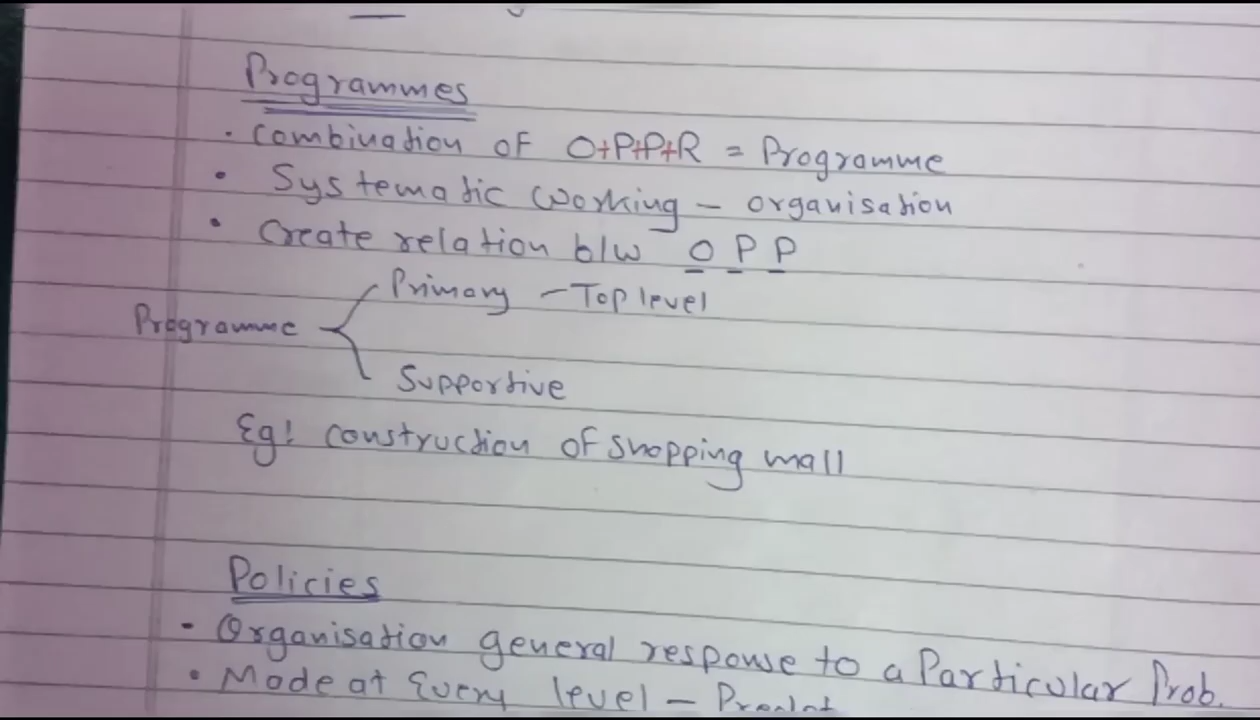 Programmes
• Combination of O+P+P+R = Programme
• Systematic working – organisation
• Create relation b/w O P P
Primary – Top level
Programme
Supportive
Eg: construction of shopping mall
Policies
• Organisation general response to a Particular Prob.
• Made at Every level –